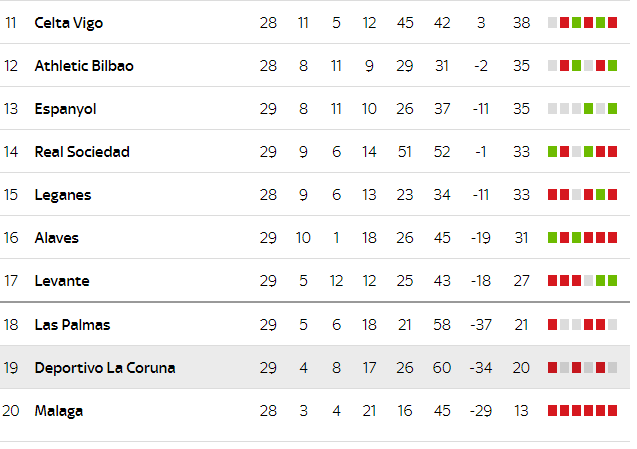 11 Celta Vigo 28 11 5 12 45 42 3 38
12 Athletic Bilbao 28 8 11 9 29 31 -2 35
13 Espanyol 29 8 11 10 26 37 -11 35
14 Real Sociedad 29 9 6 14 51 52 -1 33
15 Leganes 28 9 6 13 23 34 -11 33
16 Alaves 29 10 1 18 26 45 -19 31
17 Levante 29 5 12 12 25 43 -18 27
18 Las Palmas 29 5 6 18 21 58 -37 21
19 Deportivo La Coruna 29 4 8 17 26 60 -34 20
20 Malaga 28 3 4 21 16 45 -29 13